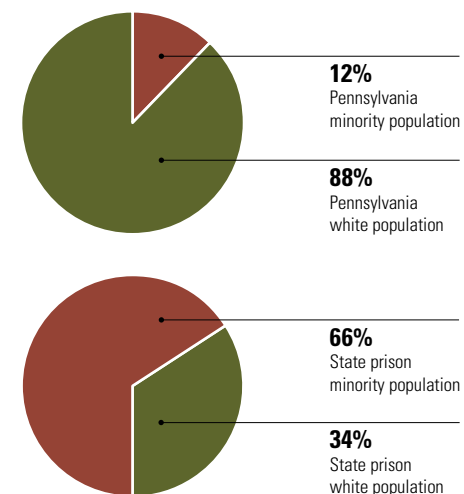 12%
Pennsylvania
minority population
88%
Pennsylvania
white population
66%
State prison
minority population
34%
State prison
white population